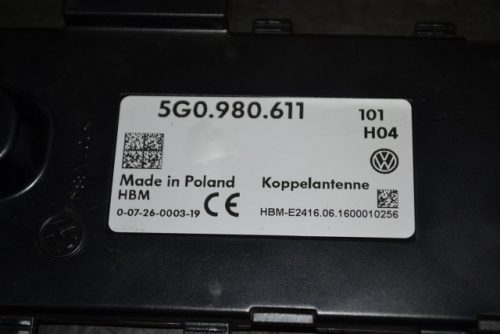 5G0.980.611 101
H04
Made in Poland Koppelantenne
HBM
0-07-26-0003-19 CE HBM-E2416.06.1600010256